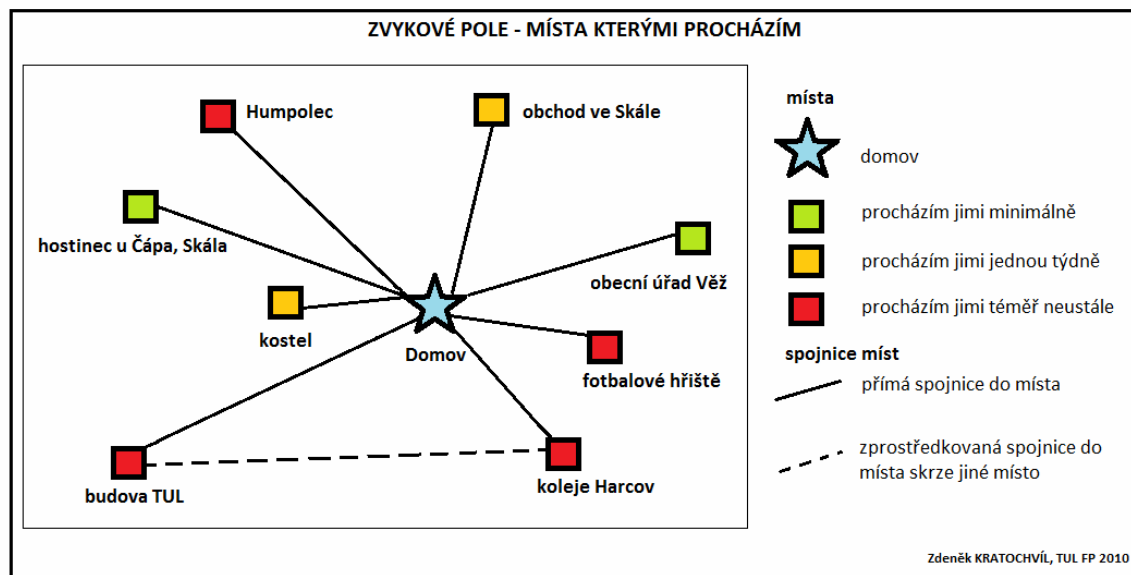 ZVYKOVÉ POLE - MÍSTA KTERÝMI PROCHÁZÍM
Humpolec
obchod ve Skále
hostinec u Čápa, Skála
obecní úřad Věž
kostel
Domov
fotbalové hřiště
budova TUL
koleje Harcov
místa
domov
procházím jimi minimálně
procházím jimi jednou týdně
procházím jimi téměř neustále
spojnice míst
přímá spojnice do místa
zprostředkovaná spojnice do
místa skrze jiné místo
Zdeněk KRATOCHVÍL, TUL FP 2010